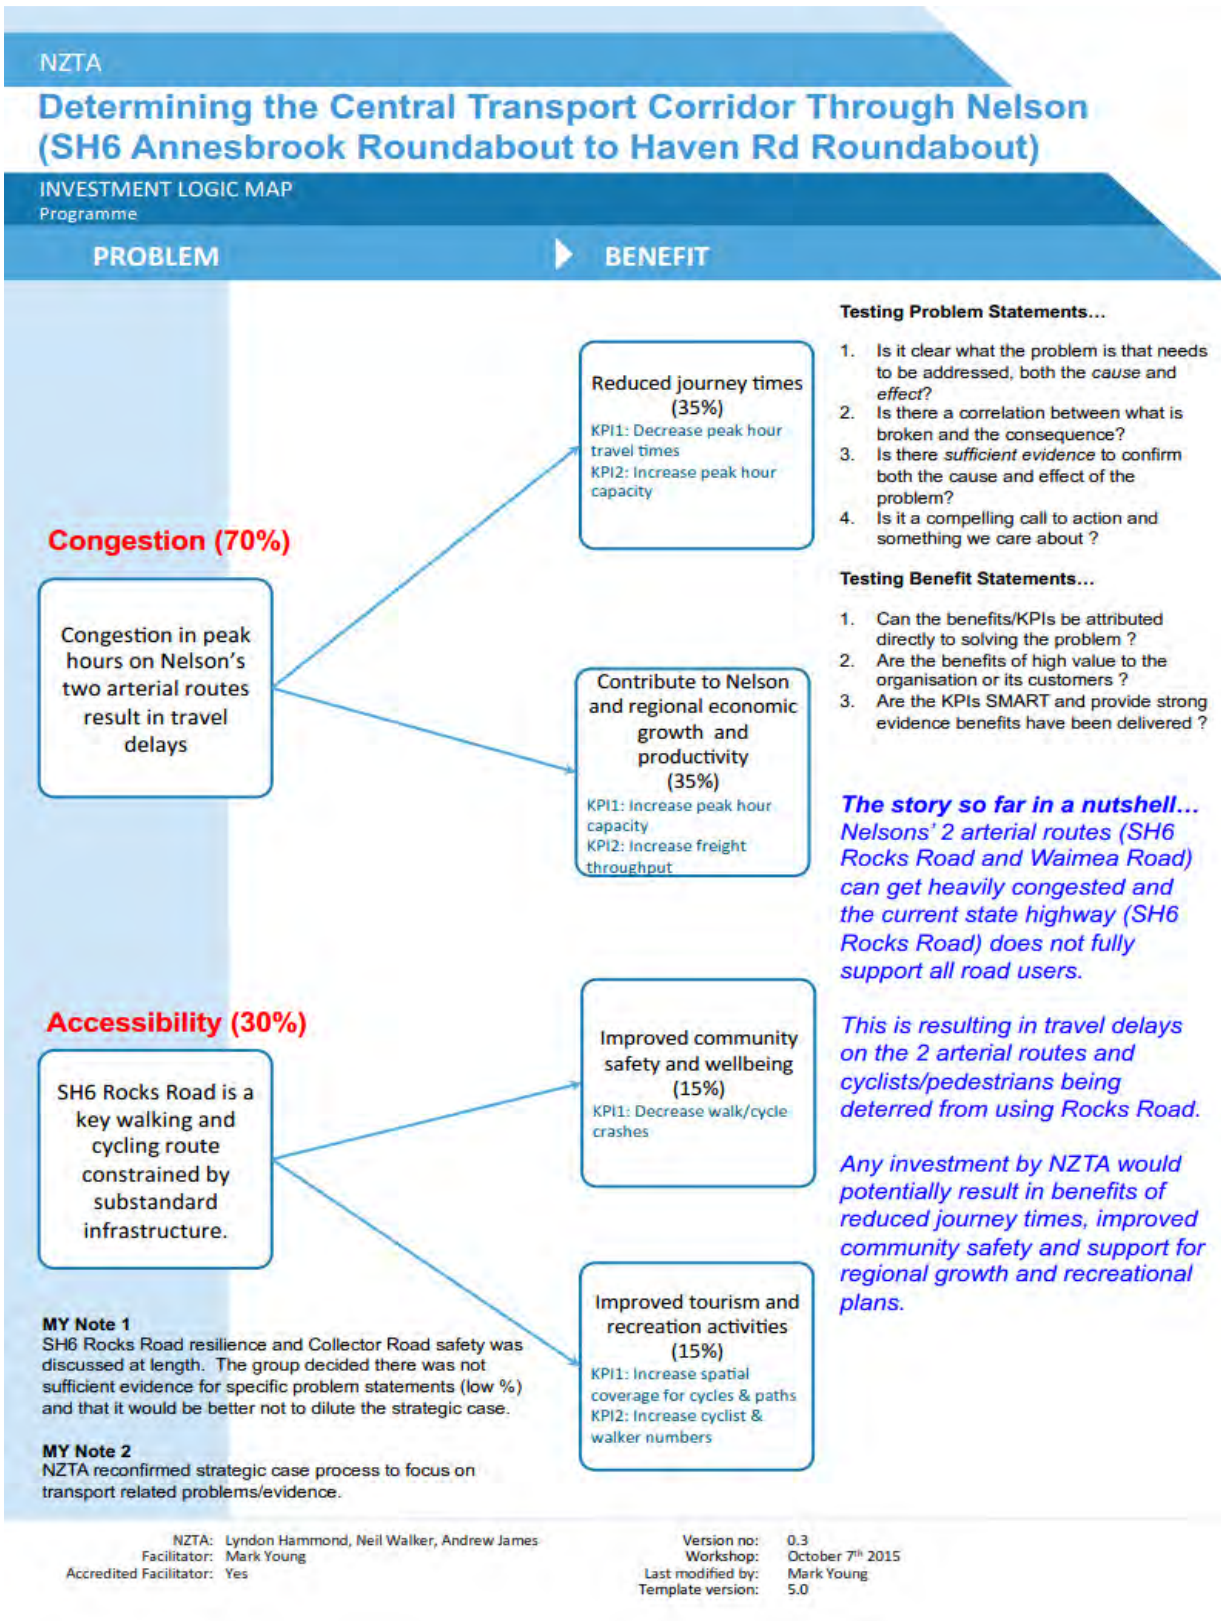 NZTA
Determining the Central Transport Corridor Through Nelson
(SH6 Annesbrook Roundabout to Haven Rd Roundabout)
INVESTMENT LOGIC MAP
Programme
PROBLEM
BENEFIT
Congestion (70%)
Congestion in peak
hours on Nelson's
two arterial routes
result in travel
delays
Reduced journey times
(35%)
KPI1: Decrease peak hour
travel times
KPI2: Increase peak hour
capacity
Contribute to Nelson
and regional economic
growth and
productivity
(35%)
KPI1: Increase peak hour
capacity
KPI2: Increase freight
throughput
Accessibility (30%)
SH6 Rocks Road is a
key walking and
cycling route
constrained by
substandard
infrastructure.
Improved community
safety and wellbeing
(15%)
KPI1: Decrease walk/cycle
crashes
Improved tourism and
recreation activities
(15%)
KPI1: Increase spatial
coverage for cycles & paths
KPI2: Increase cyclist &
walker numbers
Testing Problem Statements...
1. Is it clear what the problem is that needs
to be addressed, both the cause and
effect?
2. Is there a correlation between what is
broken and the consequence?
3. Is there sufficient evidence to confirm
both the cause and effect of the
problem?
4. Is it a compelling call to action and
something we care about ?
Testing Benefit Statements...
1. Can the benefits/KPIs be attributed
directly to solving the problem ?
2. Are the benefits of high value to the
organisation or its customers ?
3. Are the KPIs SMART and provide strong
evidence benefits have been delivered ?
The story so far in a nutshell...
Nelsons' 2 arterial routes (SH6
Rocks Road and Waimea Road)
can get heavily congested and
the current state highway (SH6
Rocks Road) does not fully
support all road users.
This is resulting in travel delays
on the 2 arterial routes and
cyclists/pedestrians being
deterred from using Rocks Road.
Any investment by NZTA would
potentially result in benefits of
reduced journey times, improved
community safety and support for
regional growth and recreational
plans.
MY Note 1
SH6 Rocks Road resilience and Collector Road safety was
discussed at length. The group decided there was not
sufficient evidence for specific problem statements (low %)
and that it would be better not to dilute the strategic case.
MY Note 2
NZTA reconfirmed strategic case process to focus on
transport related problems/evidence.
NZTA: Lyndon Hammond, Neil Walker, Andrew James
Facilitator: Mark Young
Accredited Facilitator: Yes
Version no: 0.3
Workshop: October 7th 2015
Last modified by: Mark Young
Template version: 5.0